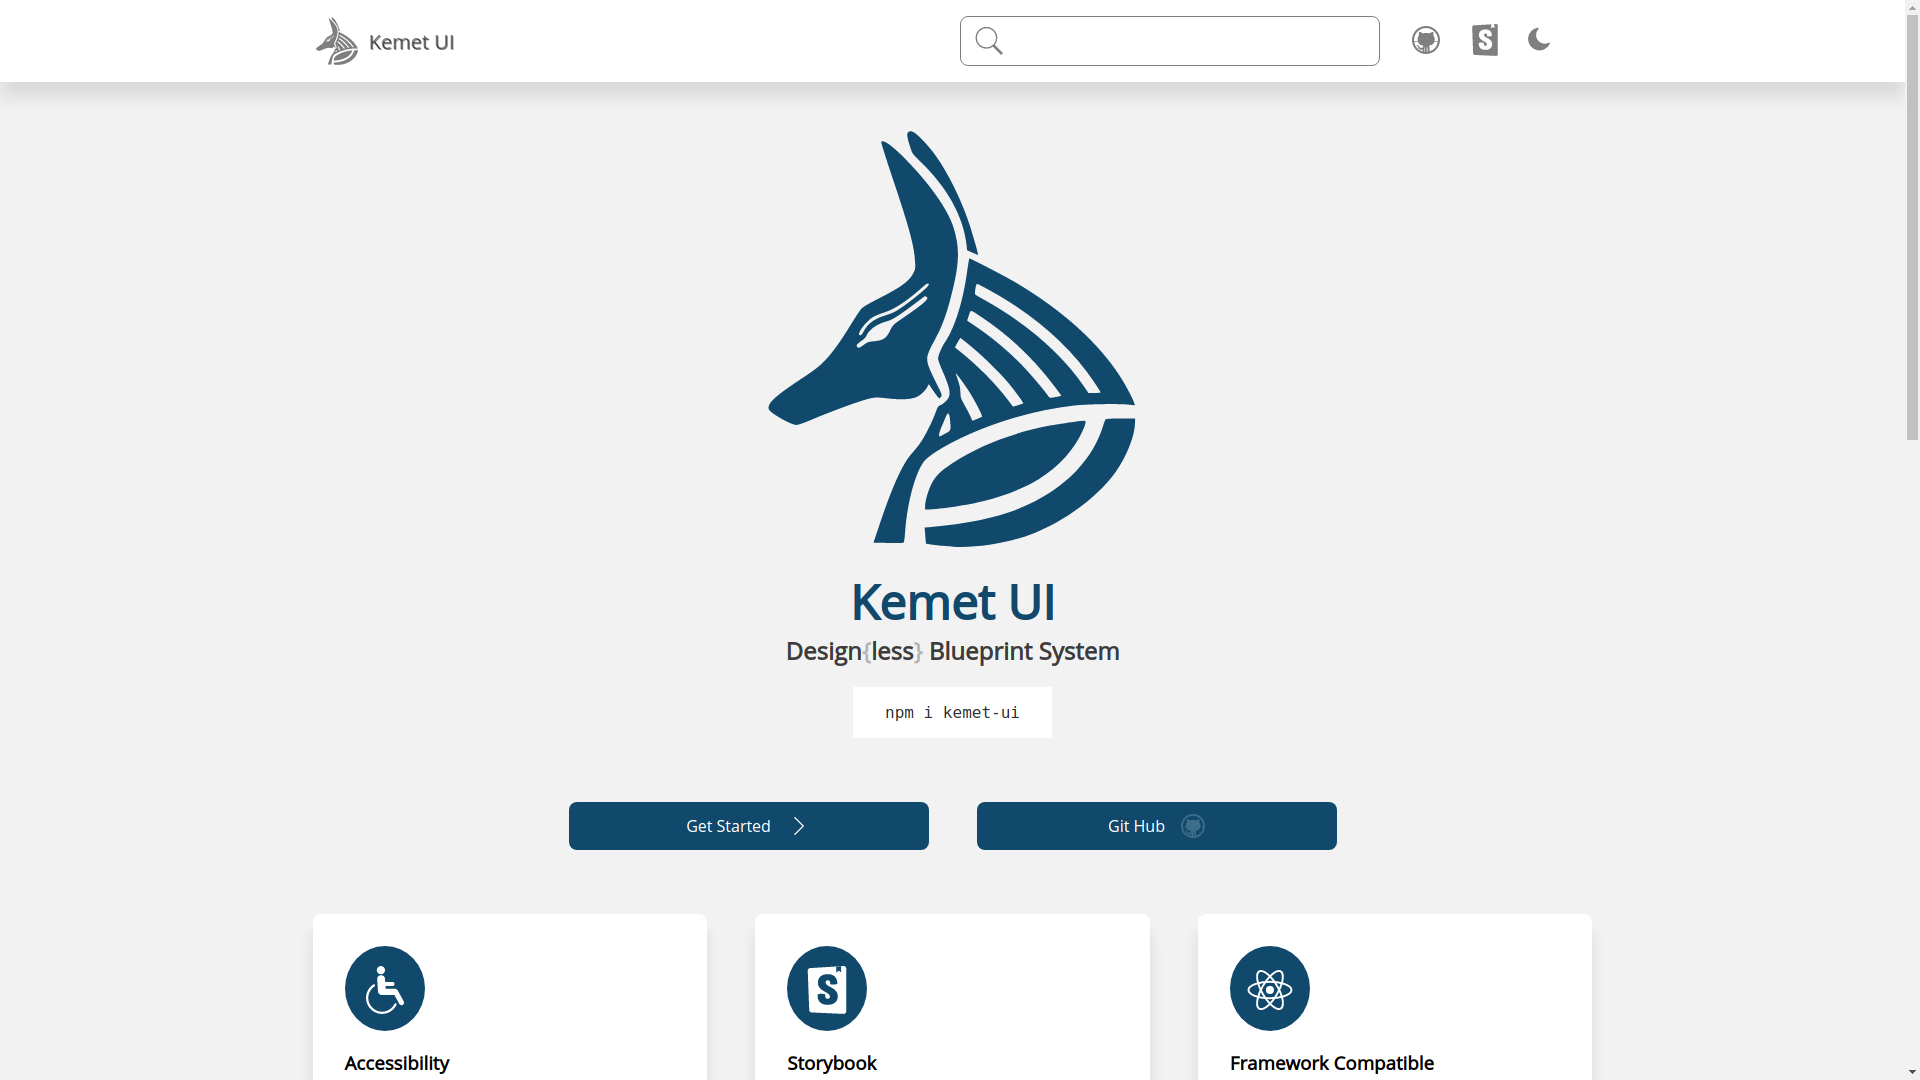 Kemet UI
Kemet UI
Design{less} Blueprint System
npm i kemet-ui
Get Started
Git Hub
Accessibility
Storybook
Framework Compatible